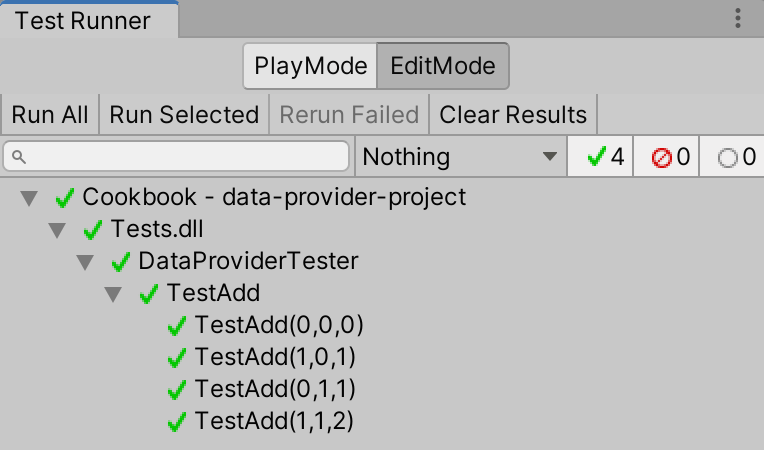 Test Runner
PlayMode EditMode
Run All Run Selected Rerun Failed Clear Results
Nothing 4 0 0
Cookbook - data-provider-project
Tests.dll
DataProviderTester
TestAdd
TestAdd(0,0,0)
TestAdd(1,0,1)
TestAdd(0,1,1)
TestAdd(1,1,2)